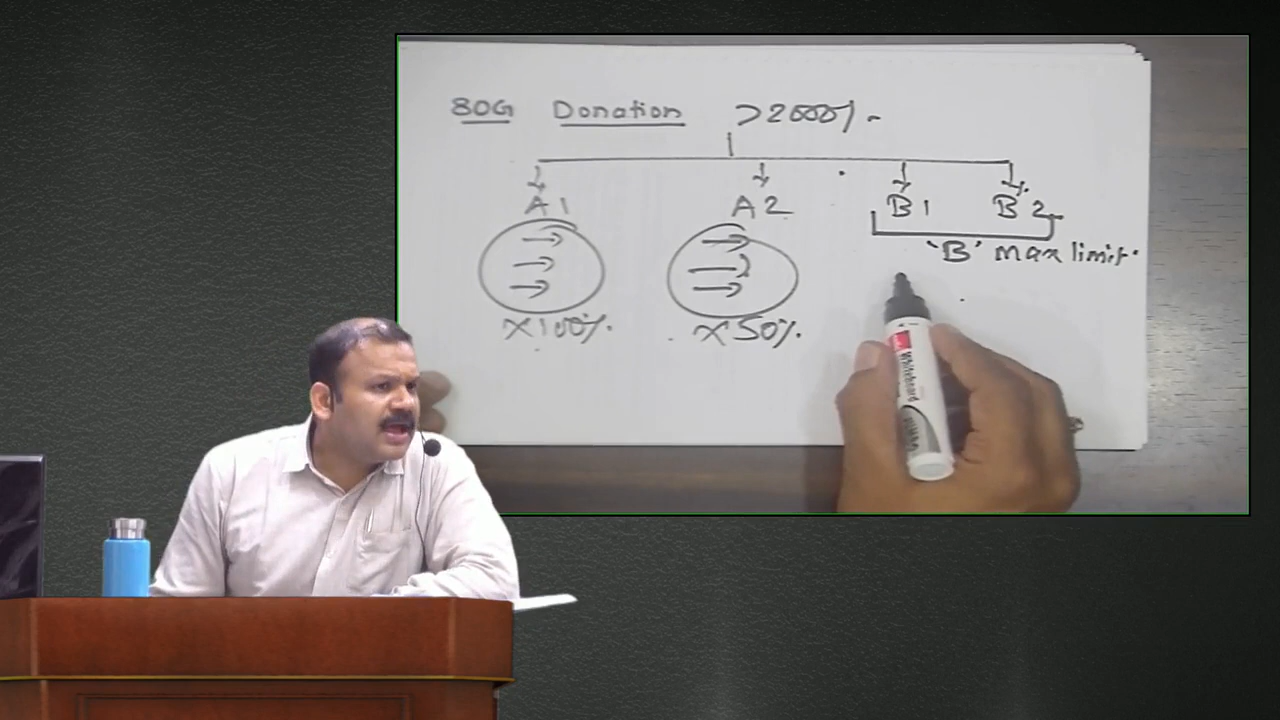 80G Donation >2000/-
A1 A2 B1 B2
'B' max limit.
x100%. x50%.
Whiteboard